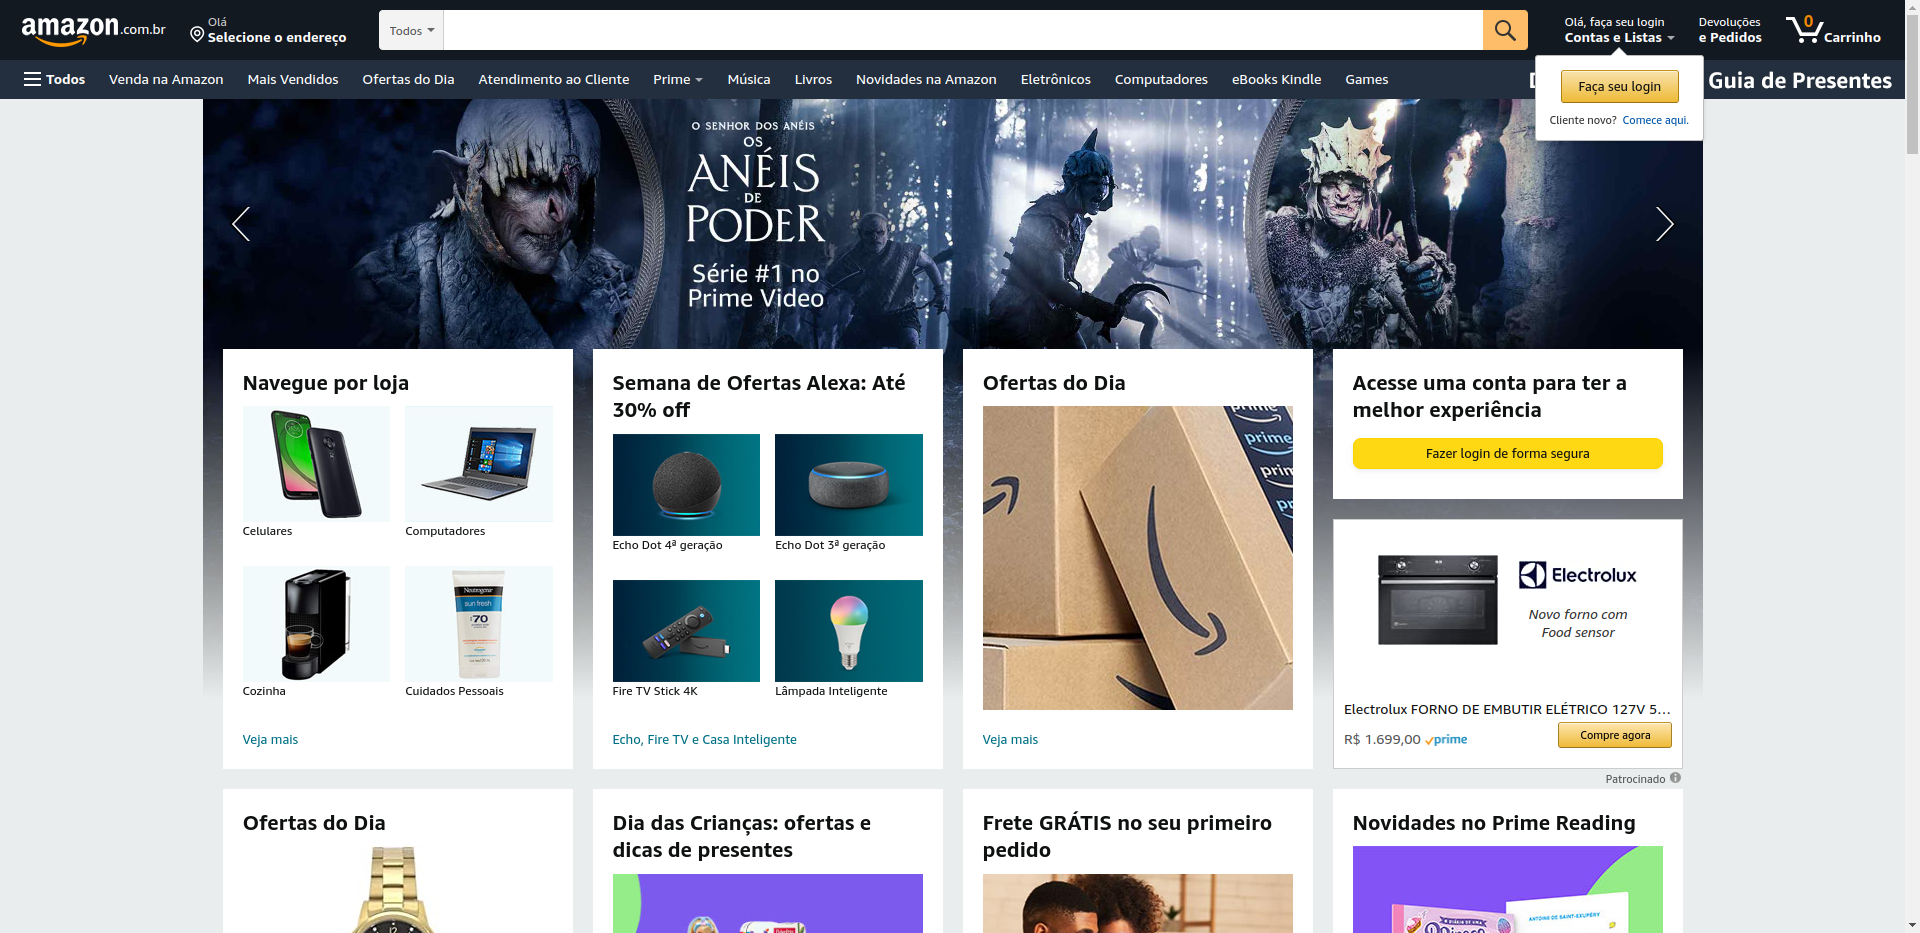 amazon.com.br
Olá
Selecione o endereço
Todos
Olá, faça seu login
Contas e Listas
Devoluções
e Pedidos
0
Carrinho
Todos
Venda na Amazon
Mais Vendidos
Ofertas do Dia
Atendimento ao Cliente
Prime
Música
Livros
Novidades na Amazon
Eletrônicos
Computadores
eBooks Kindle
Games
Guia de Presentes
Faça seu login
Cliente novo? Comece aqui.
O SENHOR DOS ANÉIS
OS
ANÉIS
DE
PODER
Série #1 no
Prime Video
Navegue por loja
Celulares
Computadores
Cozinha
Cuidados Pessoais
Veja mais
Semana de Ofertas Alexa: Até
30% off
Echo Dot 4ª geração
Echo Dot 3ª geração
Fire TV Stick 4K
Lâmpada Inteligente
Echo, Fire TV e Casa Inteligente
Ofertas do Dia
prime
Veja mais
Acesse uma conta para ter a
melhor experiência
Fazer login de forma segura
Electrolux
Novo forno com
Food sensor
Electrolux FORNO DE EMBUTIR ELÉTRICO 127V 5...
R$ 1.699,00 prime
Compre agora
Patrocinado
Ofertas do Dia
Dia das Crianças: ofertas e
dicas de presentes
Frete GRÁTIS no seu primeiro
pedido
Novidades no Prime Reading
ANTOINE DE SAINT-EXUPÉRY